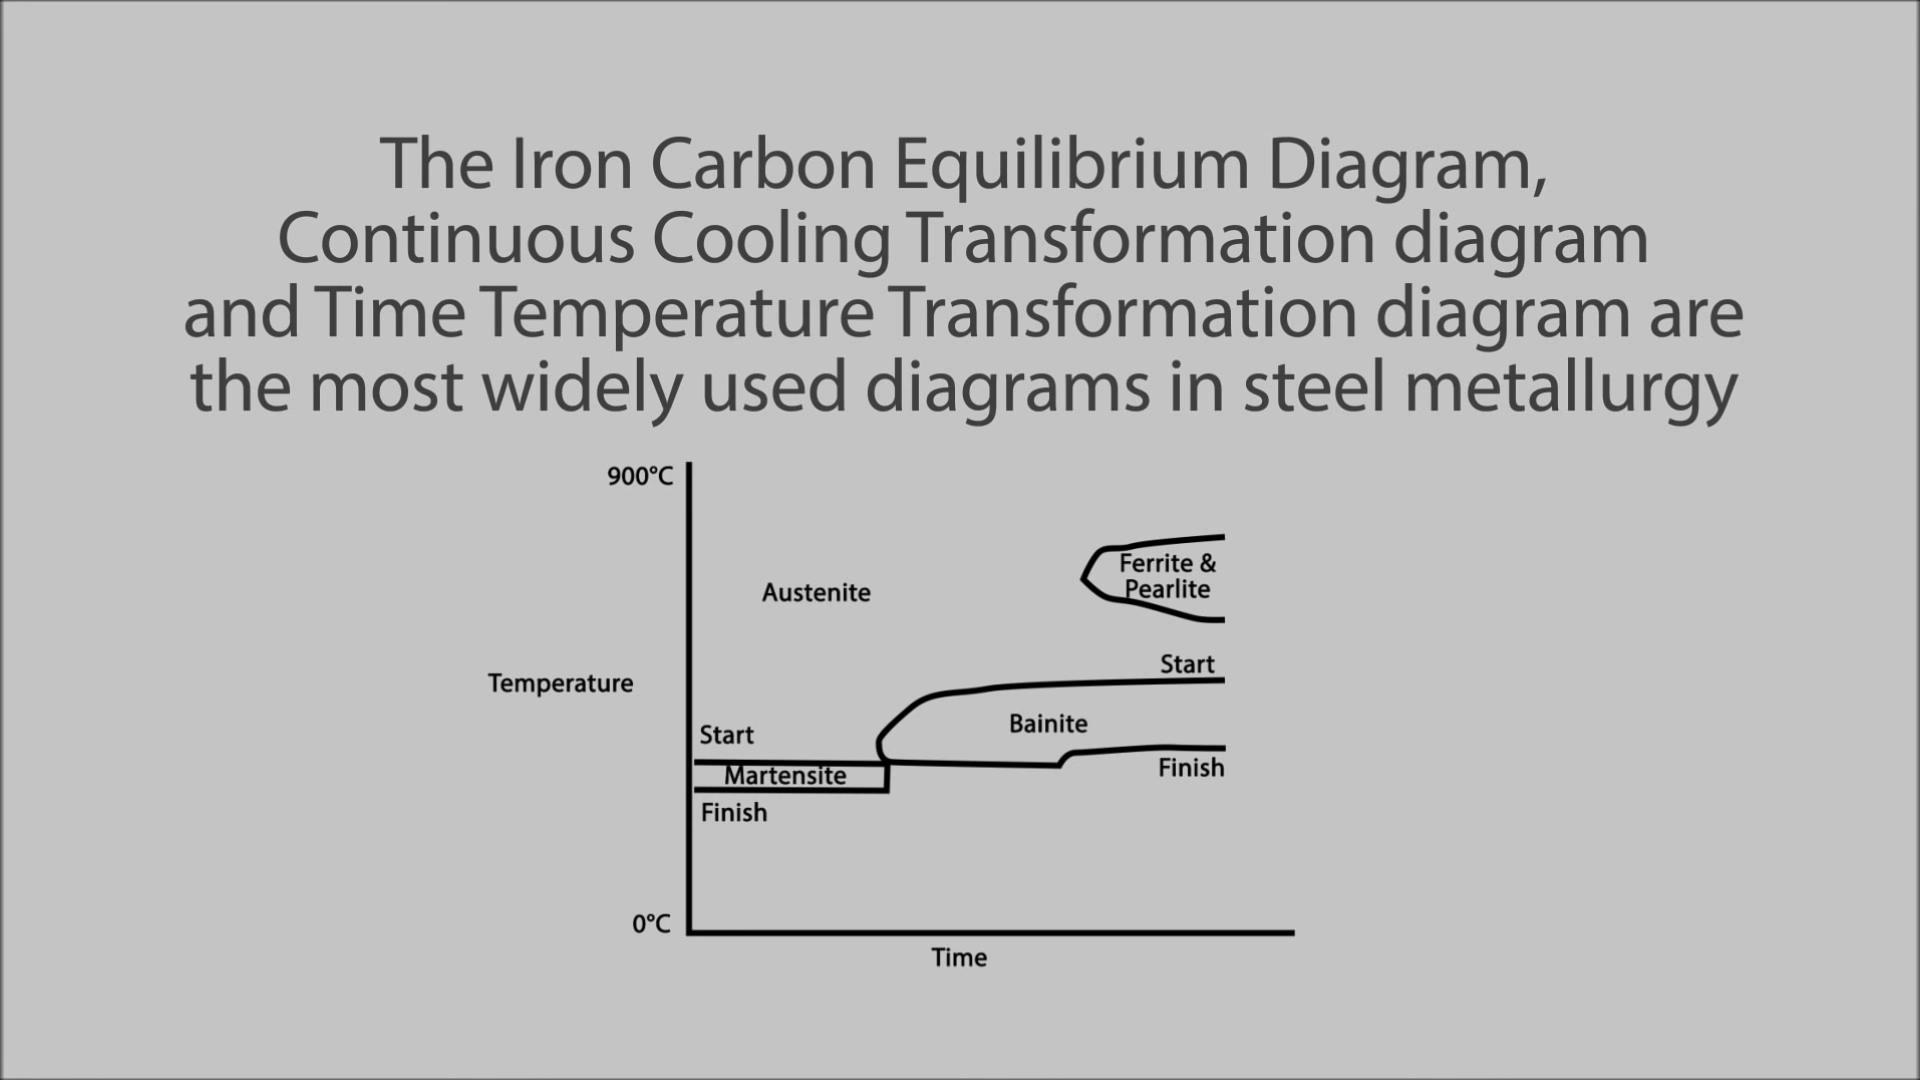 The Iron Carbon Equilibrium Diagram,
Continuous Cooling Transformation diagram
and Time Temperature Transformation diagram are
the most widely used diagrams in steel metallurgy
900°C
Ferrite &
Pearlite
Austenite
Start
Temperature
Bainite
Start
Finish
Martensite
Finish
0°C
Time